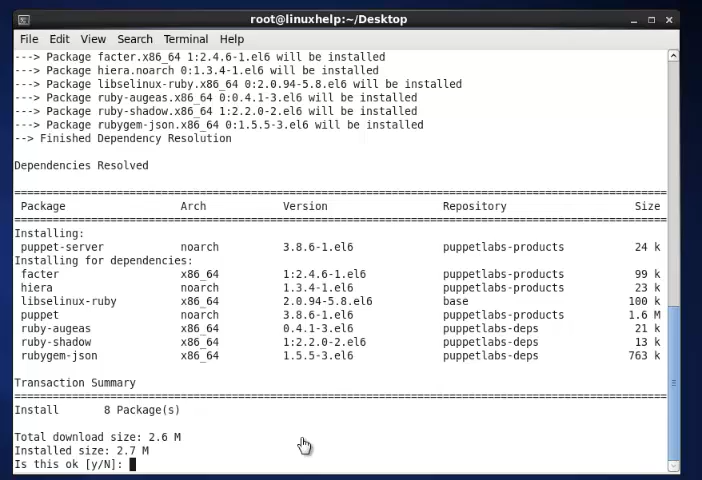 root@linuxhelp:~/Desktop
File Edit View Search Terminal Help
---> Package facter.x86_64 1:2.4.6-1.el6 will be installed
---> Package hiera.noarch 0:1.3.4-1.el6 will be installed
---> Package libselinux-ruby.x86_64 0:2.0.94-5.8.el6 will be installed
---> Package ruby-augeas.x86_64 0:0.4.1-3.el6 will be installed
---> Package ruby-shadow.x86_64 1:2.2.0-2.el6 will be installed
---> Package rubygem-json.x86_64 0:1.5.5-3.el6 will be installed
--> Finished Dependency Resolution
Dependencies Resolved
================================================================================
Package Arch Version Repository Size
================================================================================
Installing:
puppet-server noarch 3.8.6-1.el6 puppetlabs-products 24 k
Installing for dependencies:
facter x86_64 1:2.4.6-1.el6 puppetlabs-products 99 k
hiera noarch 1.3.4-1.el6 puppetlabs-products 23 k
libselinux-ruby x86_64 2.0.94-5.8.el6 base 100 k
puppet noarch 3.8.6-1.el6 puppetlabs-products 1.6 M
ruby-augeas x86_64 0.4.1-3.el6 puppetlabs-deps 21 k
ruby-shadow x86_64 1:2.2.0-2.el6 puppetlabs-deps 13 k
rubygem-json x86_64 1.5.5-3.el6 puppetlabs-deps 763 k
Transaction Summary
================================================================================
Install 8 Package(s)
Total download size: 2.6 M
Installed size: 2.7 M
Is this ok [y/N]: